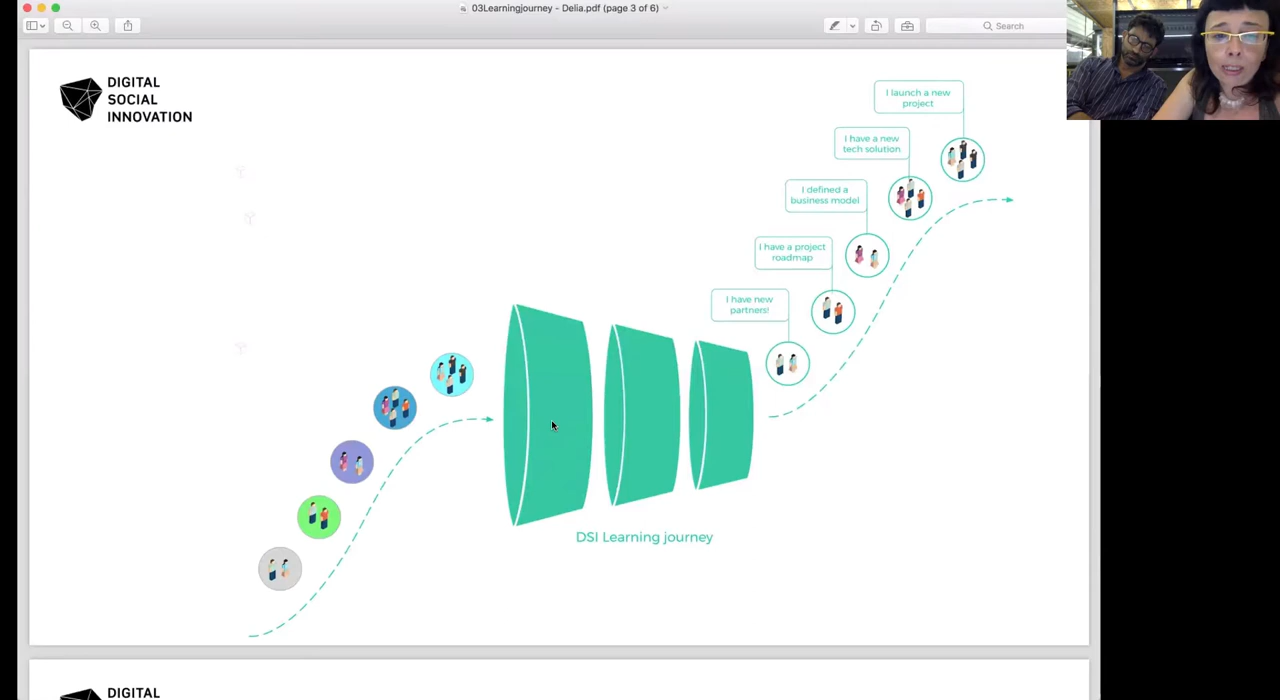 03Learningjourney - Delia.pdf (page 3 of 6)
Search
DIGITAL
SOCIAL
INNOVATION
I launch a new
project
I have a new
tech solution
I defined a
business model
I have a project
roadmap
I have new
partners!
DSI Learning journey
DIGITAL